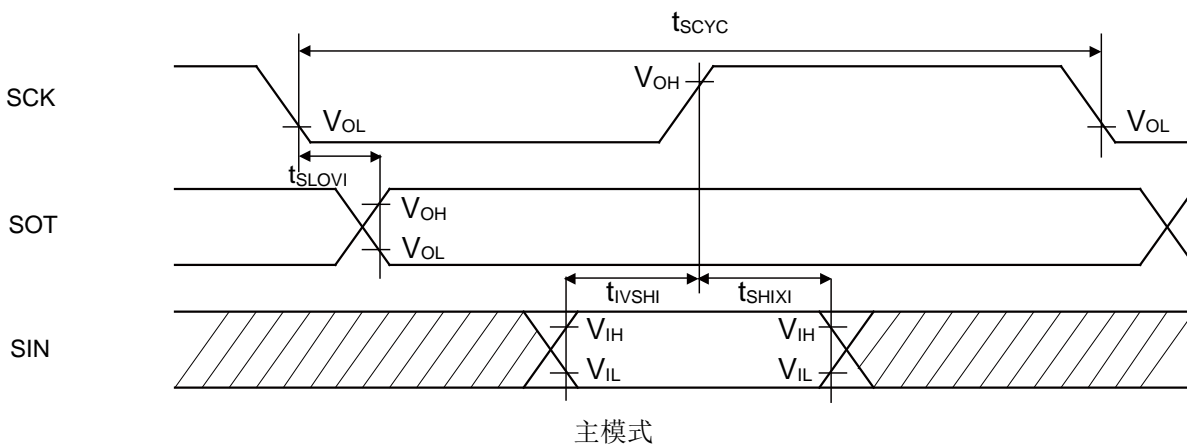 tSCYC
SCK
VOH
VOL
VOL
tSLOVI
SOT
VOH
VOL
tIVSHI
tSHIXI
SIN
VIH
VIH
VIL
VIL
主模式